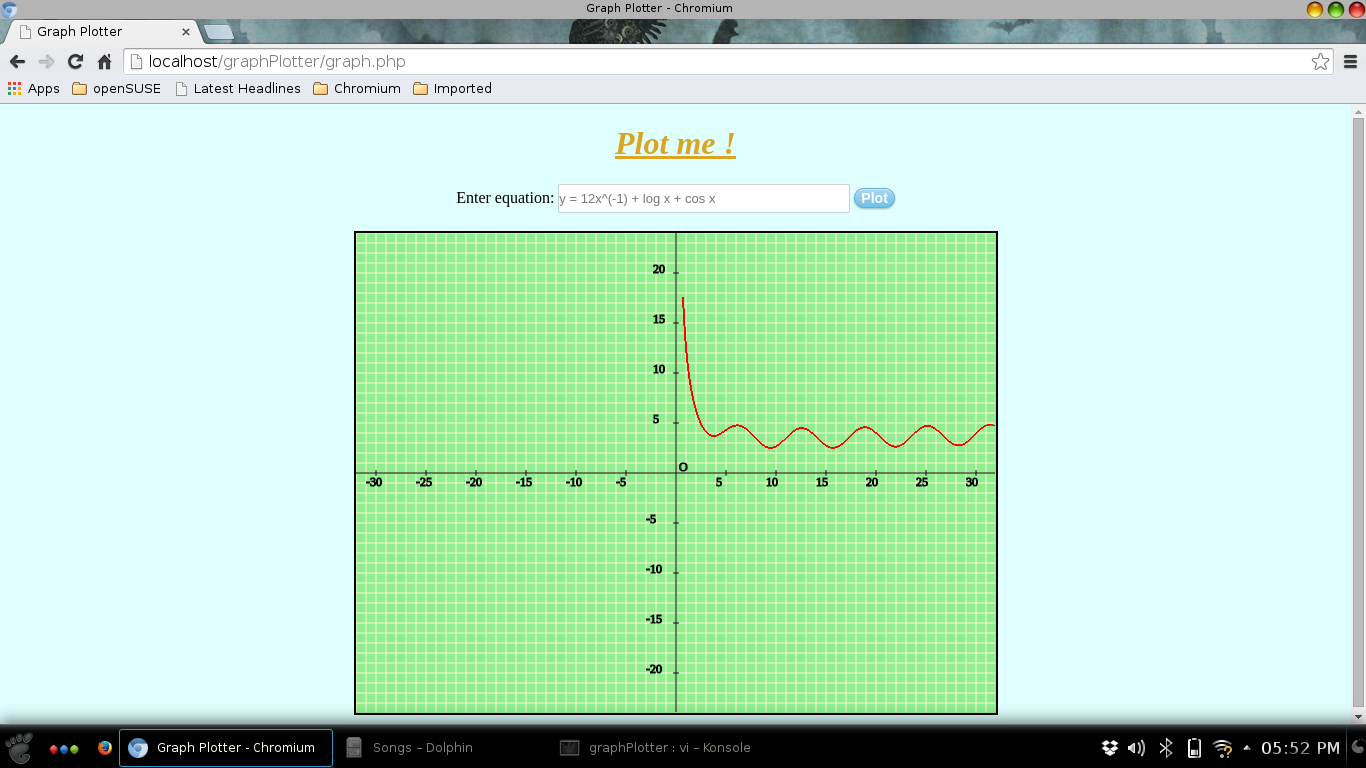 Graph Plotter - Chromium
Graph Plotter
localhost/graphPlotter/graph.php
Apps openSUSE Latest Headlines Chromium Imported
Plot me !
Enter equation: y = 12x^(-1) + log x + cos x Plot
20
15
10
5
O
-30 -25 -20 -15 -10 -5 5 10 15 20 25 30
-5
-10
-15
-20
Graph Plotter - Chromium Songs – Dolphin graphPlotter : vi – Konsole 05:52 PM